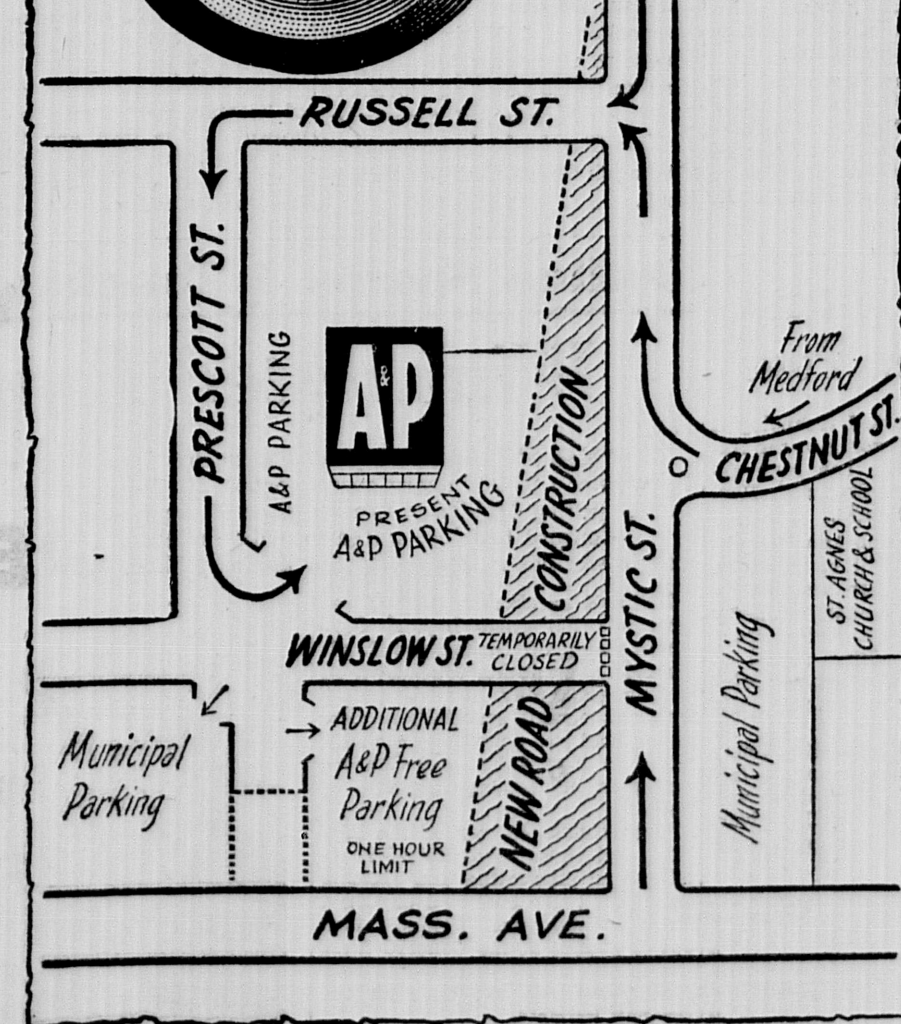 RUSSELL ST.
PRESCOTT ST.
A&P PARKING
A&P
From
Medford
CHESTNUT ST.
PRESENT
A&P PARKING
CONSTRUCTION
MYSTIC ST.
ST. AGNES
CHURCH & SCHOOL
WINSLOW ST.
TEMPORARILY
CLOSED
Municipal
Parking
ADDITIONAL
A&P Free
Parking
ONE HOUR
LIMIT
NEW ROAD
Municipal Parking
MASS. AVE.